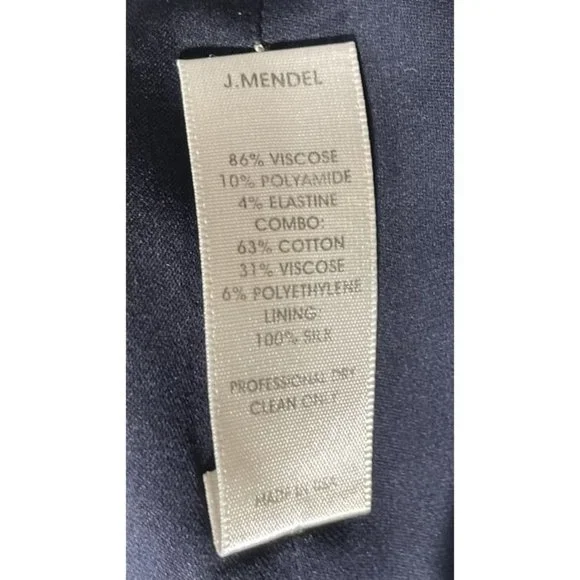 J.MENDEL
86% VISCOSE
10% POLYAMIDE
4% ELASTINE
COMBO:
63% COTTON
31% VISCOSE
6% POLYETHYLENE
LINING:
100% SILK
PROFESSIONAL DRY
CLEAN ONLY
MADE IN USA